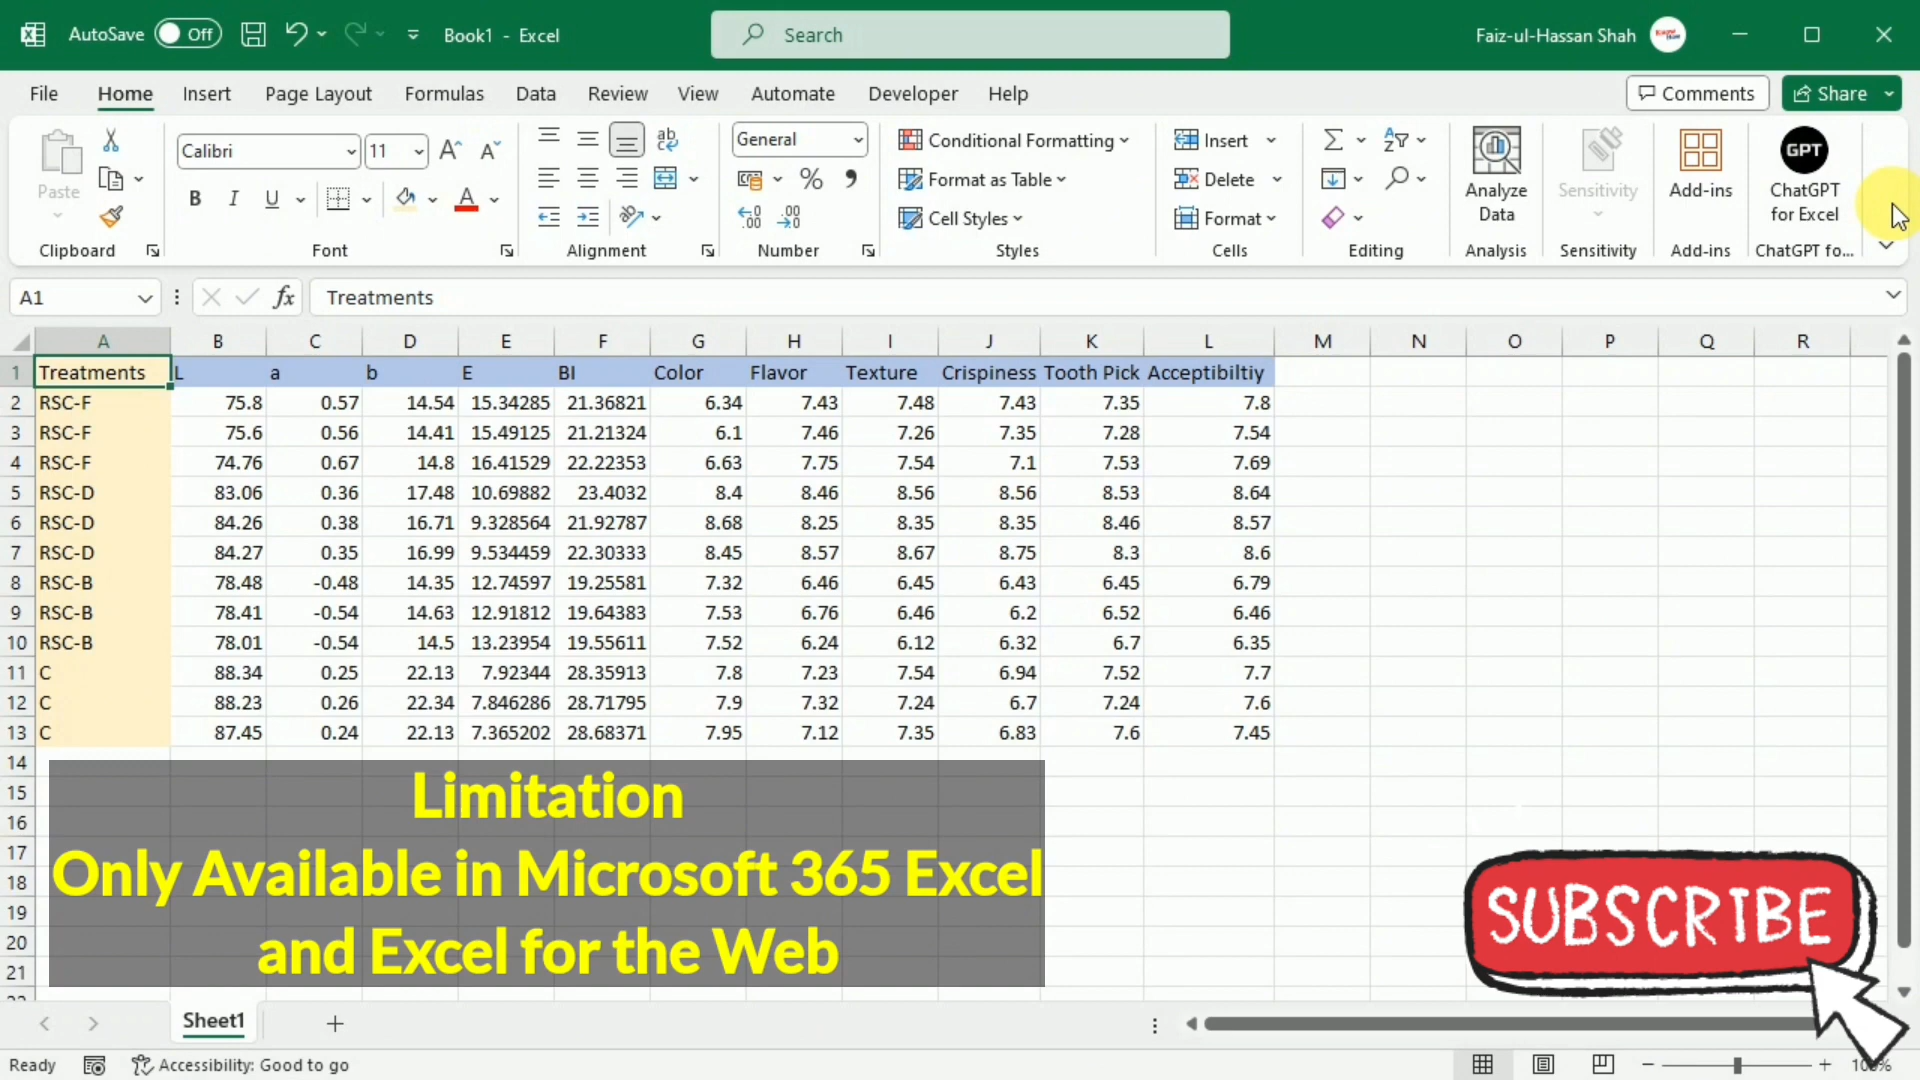 AutoSave Off Book1 - Excel Search Faiz-ul-Hassan Shah
File Home Insert Page Layout Formulas Data Review View Automate Developer Help Comments Share
Paste
Clipboard
Calibri 11
B I U A
Font
ab
Alignment
General
% 9
.00
Number
Conditional Formatting
Format as Table
Cell Styles
Styles
Insert
Delete
Format
Cells
Editing
Analyze
Data
Analysis
Sensitivity
Sensitivity
Add-ins
Add-ins
GPT
ChatGPT
for Excel
ChatGPT fo...
A1 fx Treatments
A B C D E F G H I J K L M N O P Q R
1 Treatments L a b E BI Color Flavor Texture Crispiness Tooth Pick Acceptibiltiy
2 RSC-F 75.8 0.57 14.54 15.34285 21.36821 6.34 7.43 7.48 7.43 7.35 7.8
3 RSC-F 75.6 0.56 14.41 15.49125 21.21324 6.1 7.46 7.26 7.35 7.28 7.54
4 RSC-F 74.76 0.67 14.8 16.41529 22.22353 6.63 7.75 7.54 7.1 7.53 7.69
5 RSC-D 83.06 0.36 17.48 10.69882 23.4032 8.4 8.46 8.56 8.56 8.53 8.64
6 RSC-D 84.26 0.38 16.71 9.328564 21.92787 8.68 8.25 8.35 8.35 8.46 8.57
7 RSC-D 84.27 0.35 16.99 9.534459 22.30333 8.45 8.57 8.67 8.75 8.3 8.6
8 RSC-B 78.48 -0.48 14.35 12.74597 19.25581 7.32 6.46 6.45 6.43 6.45 6.79
9 RSC-B 78.41 -0.54 14.63 12.91812 19.64383 7.53 6.76 6.46 6.2 6.52 6.46
10 RSC-B 78.01 -0.54 14.5 13.23954 19.55611 7.52 6.24 6.12 6.32 6.7 6.35
11 C 88.34 0.25 22.13 7.92344 28.35913 7.8 7.23 7.54 6.94 7.52 7.7
12 C 88.23 0.26 22.34 7.846286 28.71795 7.9 7.32 7.24 6.7 7.24 7.6
13 C 87.45 0.24 22.13 7.365202 28.68371 7.95 7.12 7.35 6.83 7.6 7.45
14
15
16
17
18
19
20
21
Limitation
Only Available in Microsoft 365 Excel
and Excel for the Web
SUBSCRIBE
Sheet1
Ready Accessibility: Good to go